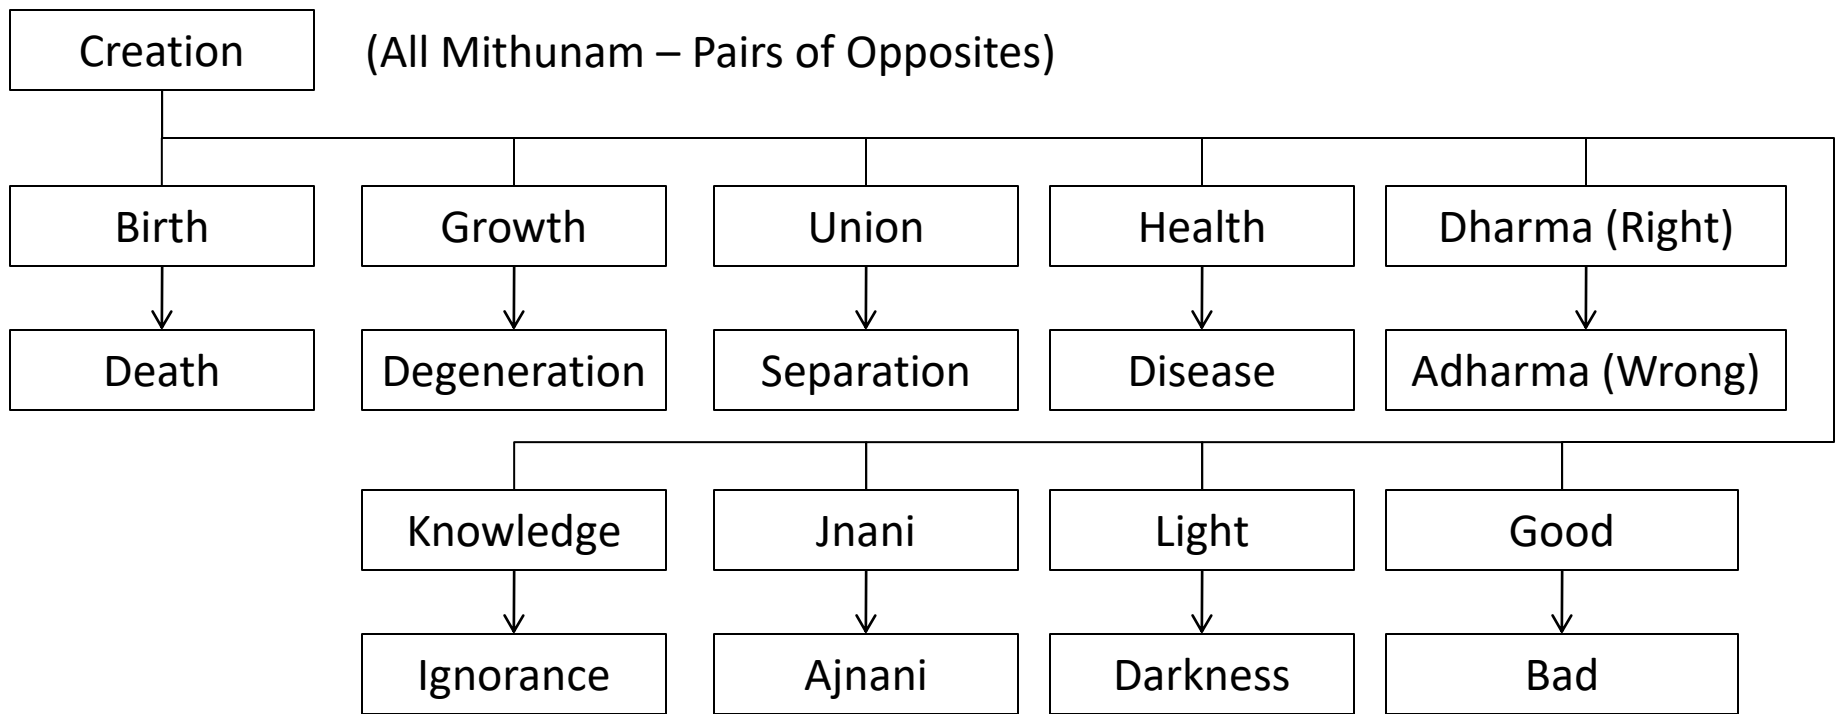 Creation (All Mithunam – Pairs of Opposites)
Birth Growth Union Health Dharma (Right)
Death Degeneration Separation Disease Adharma (Wrong)
Knowledge Jnani Light Good
Ignorance Ajnani Darkness Bad